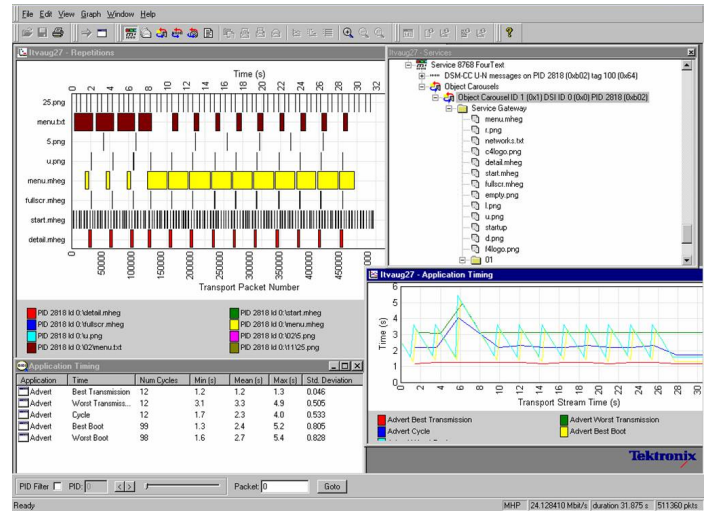 File Edit View Graph Window Help
Itvaug27 - Repetitions
Time (s)
0 2 4 6 8 10 12 14 16 18 20 22 24 26 28 30 32
25.png
menu.txt
5.png
u.png
menu.mheg
fullscr.mheg
start.mheg
detail.mheg
0 50000 100000 150000 200000 250000 300000 350000 400000 450000
Transport Packet Number
PID 2818 Id 0:\detail.mheg
PID 2818 Id 0:\start.mheg
PID 2818 Id 0:\fullscr.mheg
PID 2818 Id 0:\menu.mheg
PID 2818 Id 0:\u.png
PID 2818 Id 0:\02\5.png
PID 2818 Id 0:\02\menu.txt
PID 2818 Id 0:\11\25.png
Itvaug27 - Services
Service 8768 FourText
DSM-CC U-N messages on PID 2818 (0xb02) tag 100 (0x64)
Object Carousels
Object Carousel ID 1 (0x1) DSI ID 0 (0x0) PID 2818 (0xb02)
Service Gateway
menu.mheg
r.png
networks.txt
c4logo.png
detail.mheg
start.mheg
fullscr.mheg
empty.png
l.png
u.png
startup
d.png
f4logo.png
01
Itvaug27 - Application Timing
Time (s)
6
5
4
3
2
1
0
0 2 4 6 8 10 12 14 16 18 20 22 24 26 28 30
Transport Stream Time (s)
Advert Best Transmission
Advert Worst Transmission
Advert Cycle
Advert Best Boot
Application Timing
Application Time Num Cycles Min (s) Mean (s) Max (s) Std. Deviation
Advert Best Transmission 12 1.2 1.2 1.3 0.046
Advert Worst Transmiss... 12 3.1 3.3 4.9 0.505
Advert Cycle 12 1.7 2.3 4.0 0.533
Advert Best Boot 99 1.3 2.4 5.2 0.805
Advert Worst Boot 98 1.6 2.7 5.4 0.828
Tektronix
PID Filter PID: 0 < > Packet: 0 Goto
Ready MHP 24.128410 Mbit/s duration 31.875 s 511360 pkts